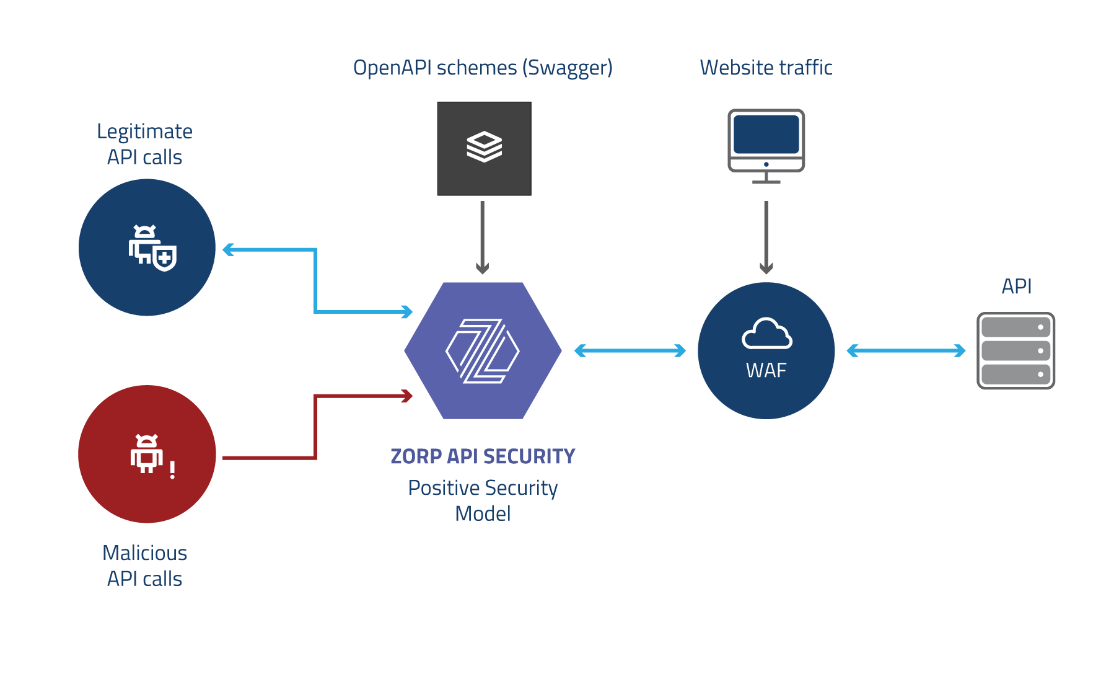 OpenAPI schemes (Swagger)
Website traffic
Legitimate
API calls
API
WAF
ZORP API SECURITY
Positive Security
Model
Malicious
API calls